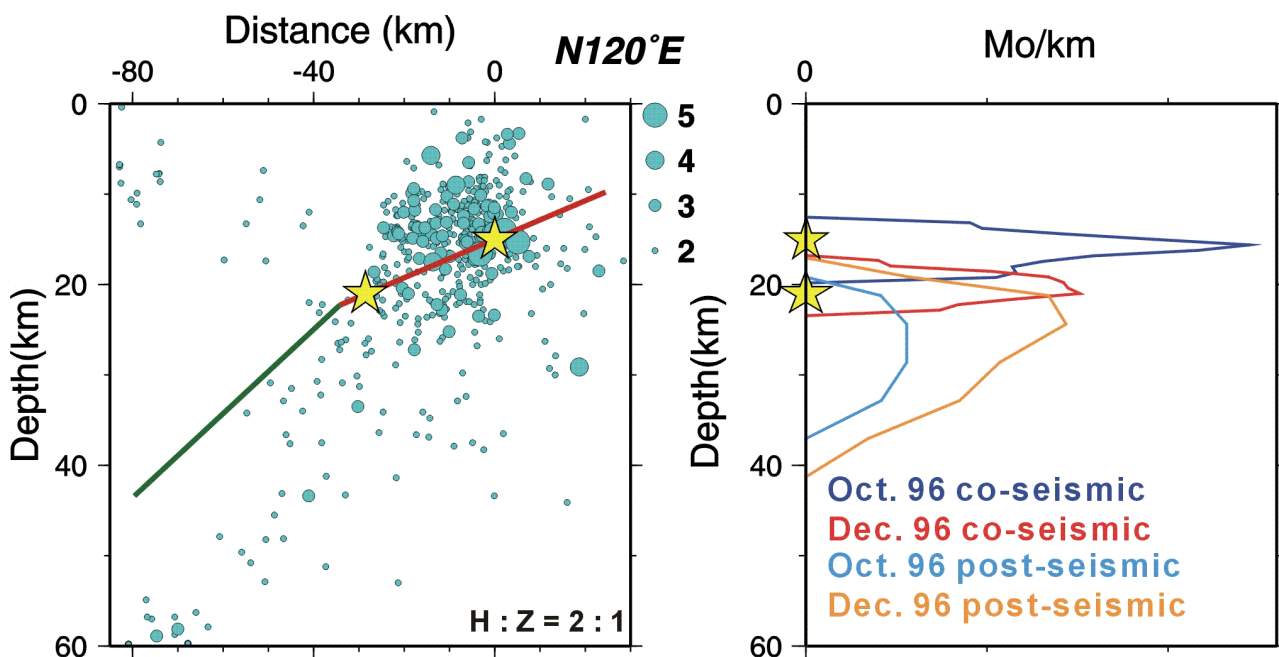 Distance (km)
N120°E
Mo/km
-80 -40 0
0
0
0
5
4
3
2
20
20
Depth(km)
Depth(km)
40
40
Oct. 96 co-seismic
Dec. 96 co-seismic
Oct. 96 post-seismic
Dec. 96 post-seismic
H : Z = 2 : 1
60
60